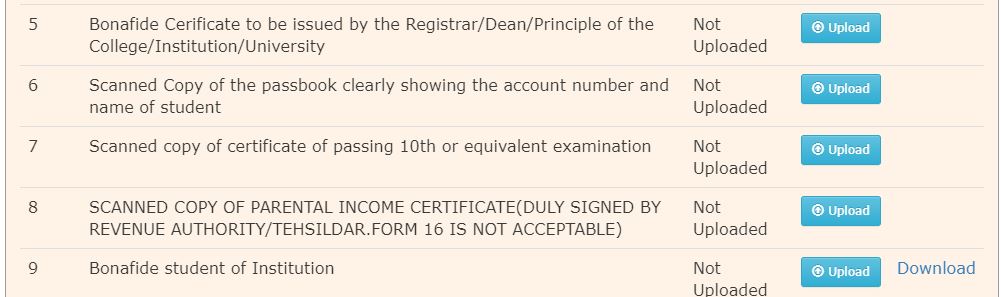 5 Bonafide Cerificate to be issued by the Registrar/Dean/Principle of the Not Upload
College/Institution/University Uploaded
6 Scanned Copy of the passbook clearly showing the account number and Not Upload
name of student Uploaded
7 Scanned copy of certificate of passing 10th or equivalent examination Not Upload
Uploaded
8 SCANNED COPY OF PARENTAL INCOME CERTIFICATE(DULY SIGNED BY Not Upload
REVENUE AUTHORITY/TEHSILDAR.FORM 16 IS NOT ACCEPTABLE) Uploaded
9 Bonafide student of Institution Not Upload Download
Uploaded